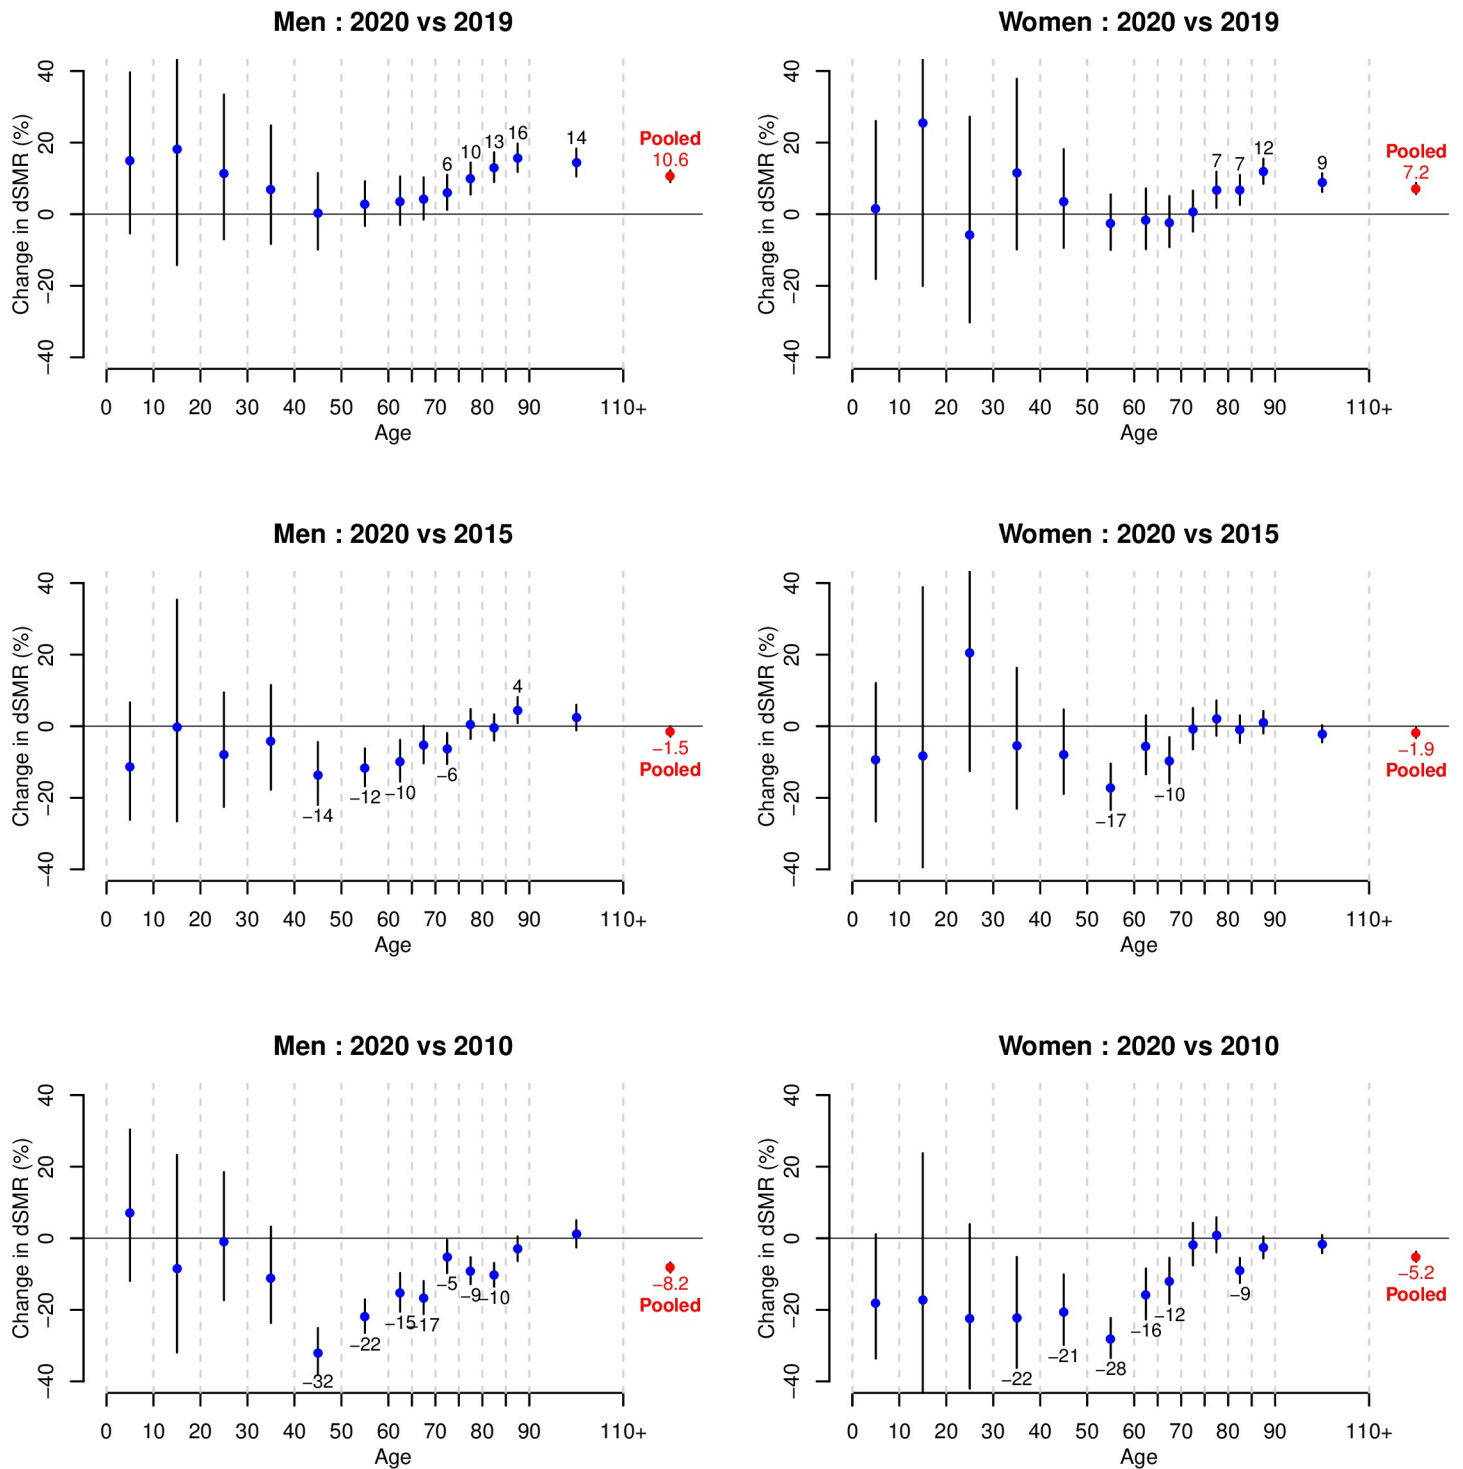 Men : 2020 vs 2019
Change in dSMR (%)
40
20
0
−20
−40
6
10
13
16
14
Pooled
10.6
0 10 20 30 40 50 60 70 80 90 110+
Age
Women : 2020 vs 2019
Change in dSMR (%)
40
20
0
−20
−40
7
7
12
9
Pooled
7.2
0 10 20 30 40 50 60 70 80 90 110+
Age
Men : 2020 vs 2015
Change in dSMR (%)
40
20
0
−20
−40
−14
−12
−10
−6
4
−1.5
Pooled
0 10 20 30 40 50 60 70 80 90 110+
Age
Women : 2020 vs 2015
Change in dSMR (%)
40
20
0
−20
−40
−17
−10
−1.9
Pooled
0 10 20 30 40 50 60 70 80 90 110+
Age
Men : 2020 vs 2010
Change in dSMR (%)
40
20
0
−20
−40
−32
−22
−15
−17
−5
−9
−10
−8.2
Pooled
0 10 20 30 40 50 60 70 80 90 110+
Age
Women : 2020 vs 2010
Change in dSMR (%)
40
20
0
−20
−40
−22
−21
−28
−16
−12
−9
−5.2
Pooled
0 10 20 30 40 50 60 70 80 90 110+
Age